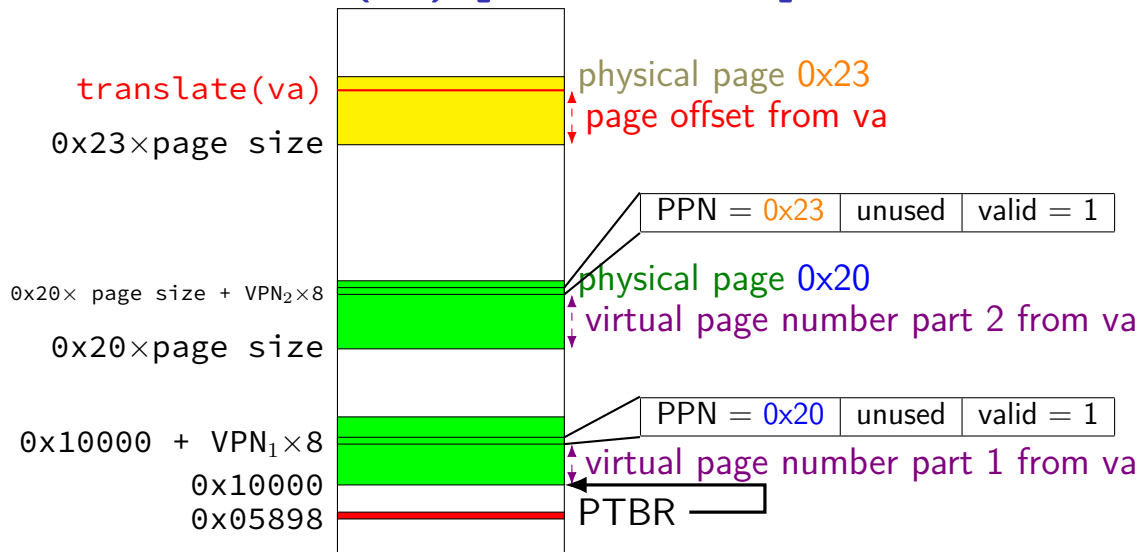 translate(va)
physical page 0x23
page offset from va
0x23×page size
PPN = 0x23 unused valid = 1
physical page 0x20
0x20× page size + VPN₂×8
virtual page number part 2 from va
0x20×page size
PPN = 0x20 unused valid = 1
0x10000 + VPN₁×8
virtual page number part 1 from va
0x10000
PTBR
0x05898